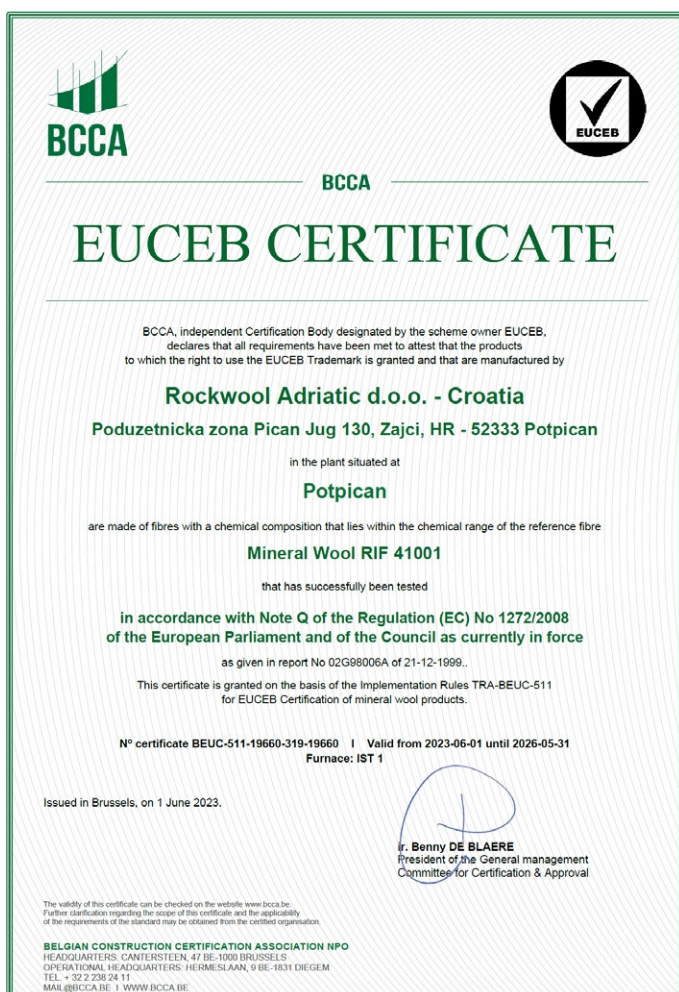 BCCA
EUCEB
BCCA
EUCEB CERTIFICATE
BCCA, independent Certification Body designated by the scheme owner EUCEB,
declares that all requirements have been met to attest that the products
to which the right to use the EUCEB Trademark is granted and that are manufactured by
Rockwool Adriatic d.o.o. - Croatia
Poduzetnicka zona Pican Jug 130, Zajci, HR - 52333 Potpican
in the plant situated at
Potpican
are made of fibres with a chemical composition that lies within the chemical range of the reference fibre
Mineral Wool RIF 41001
that has successfully been tested
in accordance with Note Q of the Regulation (EC) No 1272/2008
of the European Parliament and of the Council as currently in force
as given in report No 02G98006A of 21-12-1999..
This certificate is granted on the basis of the Implementation Rules TRA-BEUC-511
for EUCEB Certification of mineral wool products.
N° certificate BEUC-511-19660-319-19660 I Valid from 2023-06-01 until 2026-05-31
Furnace: IST 1
Issued in Brussels, on 1 June 2023.
ir. Benny DE BLAERE
President of the General management
Committee for Certification & Approval
The validity of this certificate can be checked on the website www.bcca.be.
Further clarification regarding the scope of this certificate and the applicability
of the requirements of the standard may be obtained from the certified organisation.
BELGIAN CONSTRUCTION CERTIFICATION ASSOCIATION NPO
HEADQUARTERS: CANTERSTEEN, 47 BE-1000 BRUSSELS
OPERATIONAL HEADQUARTERS: HERMESLAAN, 9 BE-1831 DIEGEM
TEL. + 32 2 238 24 11
MAIL@BCCA.BE I WWW.BCCA.BE